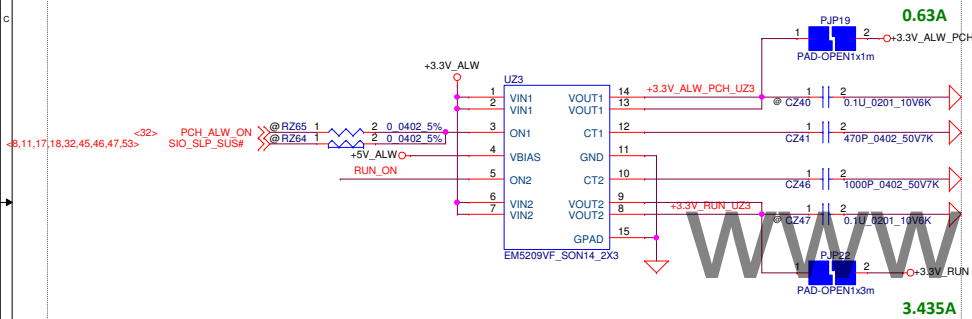 C
0.63A
PJP19
1 2
+3.3V_ALW_PCH
PAD-OPEN1x1m
+3.3V_ALW
UZ3
1 VIN1 VOUT1 14 +3.3V_ALW_PCH_UZ3
2 VIN1 VOUT1 13
@ CZ40 1 2 0.1U_0201_10V6K
<32> PCH_ALW_ON @ RZ65 1 2 0_0402_5%
3 ON1 CT1 12
CZ41 1 2 470P_0402_50V7K
<8,11,17,18,32,45,46,47,53> SIO_SLP_SUS# @ RZ64 1 2 0_0402_5%
+5V_ALW 4 VBIAS GND 11
RUN_ON 5 ON2 CT2 10
CZ46 1 2 1000P_0402_50V7K
6 VIN2 VOUT2 9
7 VIN2 VOUT2 8 +3.3V_RUN_UZ3
@ CZ47 1 2 0.1U_0201_10V6K
GPAD 15
EM5209VF_SON14_2X3
WWW
PJP22
1 2
+3.3V_RUN
PAD-OPEN1x3m
3.435A